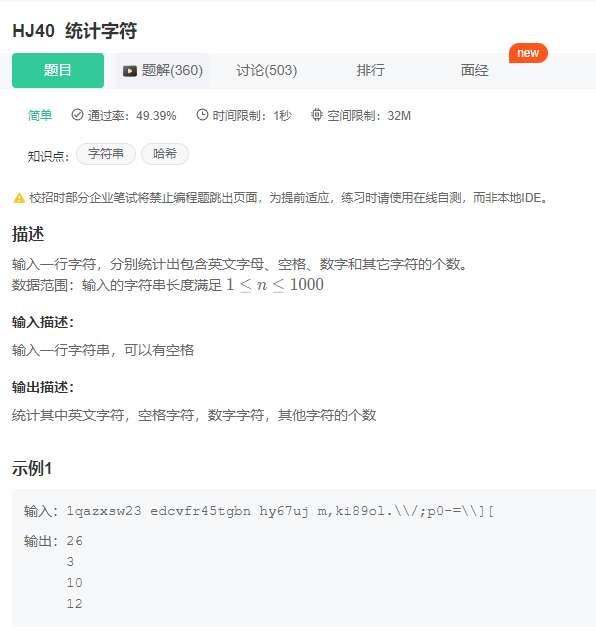 HJ40 统计字符
题目 题解(360) 讨论(503) 排行 面经 new
简单 通过率：49.39% 时间限制：1秒 空间限制：32M
知识点： 字符串 哈希
校招时部分企业笔试将禁止编程题跳出页面，为提前适应，练习时请使用在线自测，而非本地IDE。
描述
输入一行字符，分别统计出包含英文字母、空格、数字和其它字符的个数。
数据范围：输入的字符串长度满足 1 ≤ n ≤ 1000
输入描述：
输入一行字符串，可以有空格
输出描述：
统计其中英文字符，空格字符，数字字符，其他字符的个数
示例1
输入：1qazxsw23 edcvfr45tgbn hy67uj m,ki89ol.\\/;p0-=\\][
输出：26
3
10
12